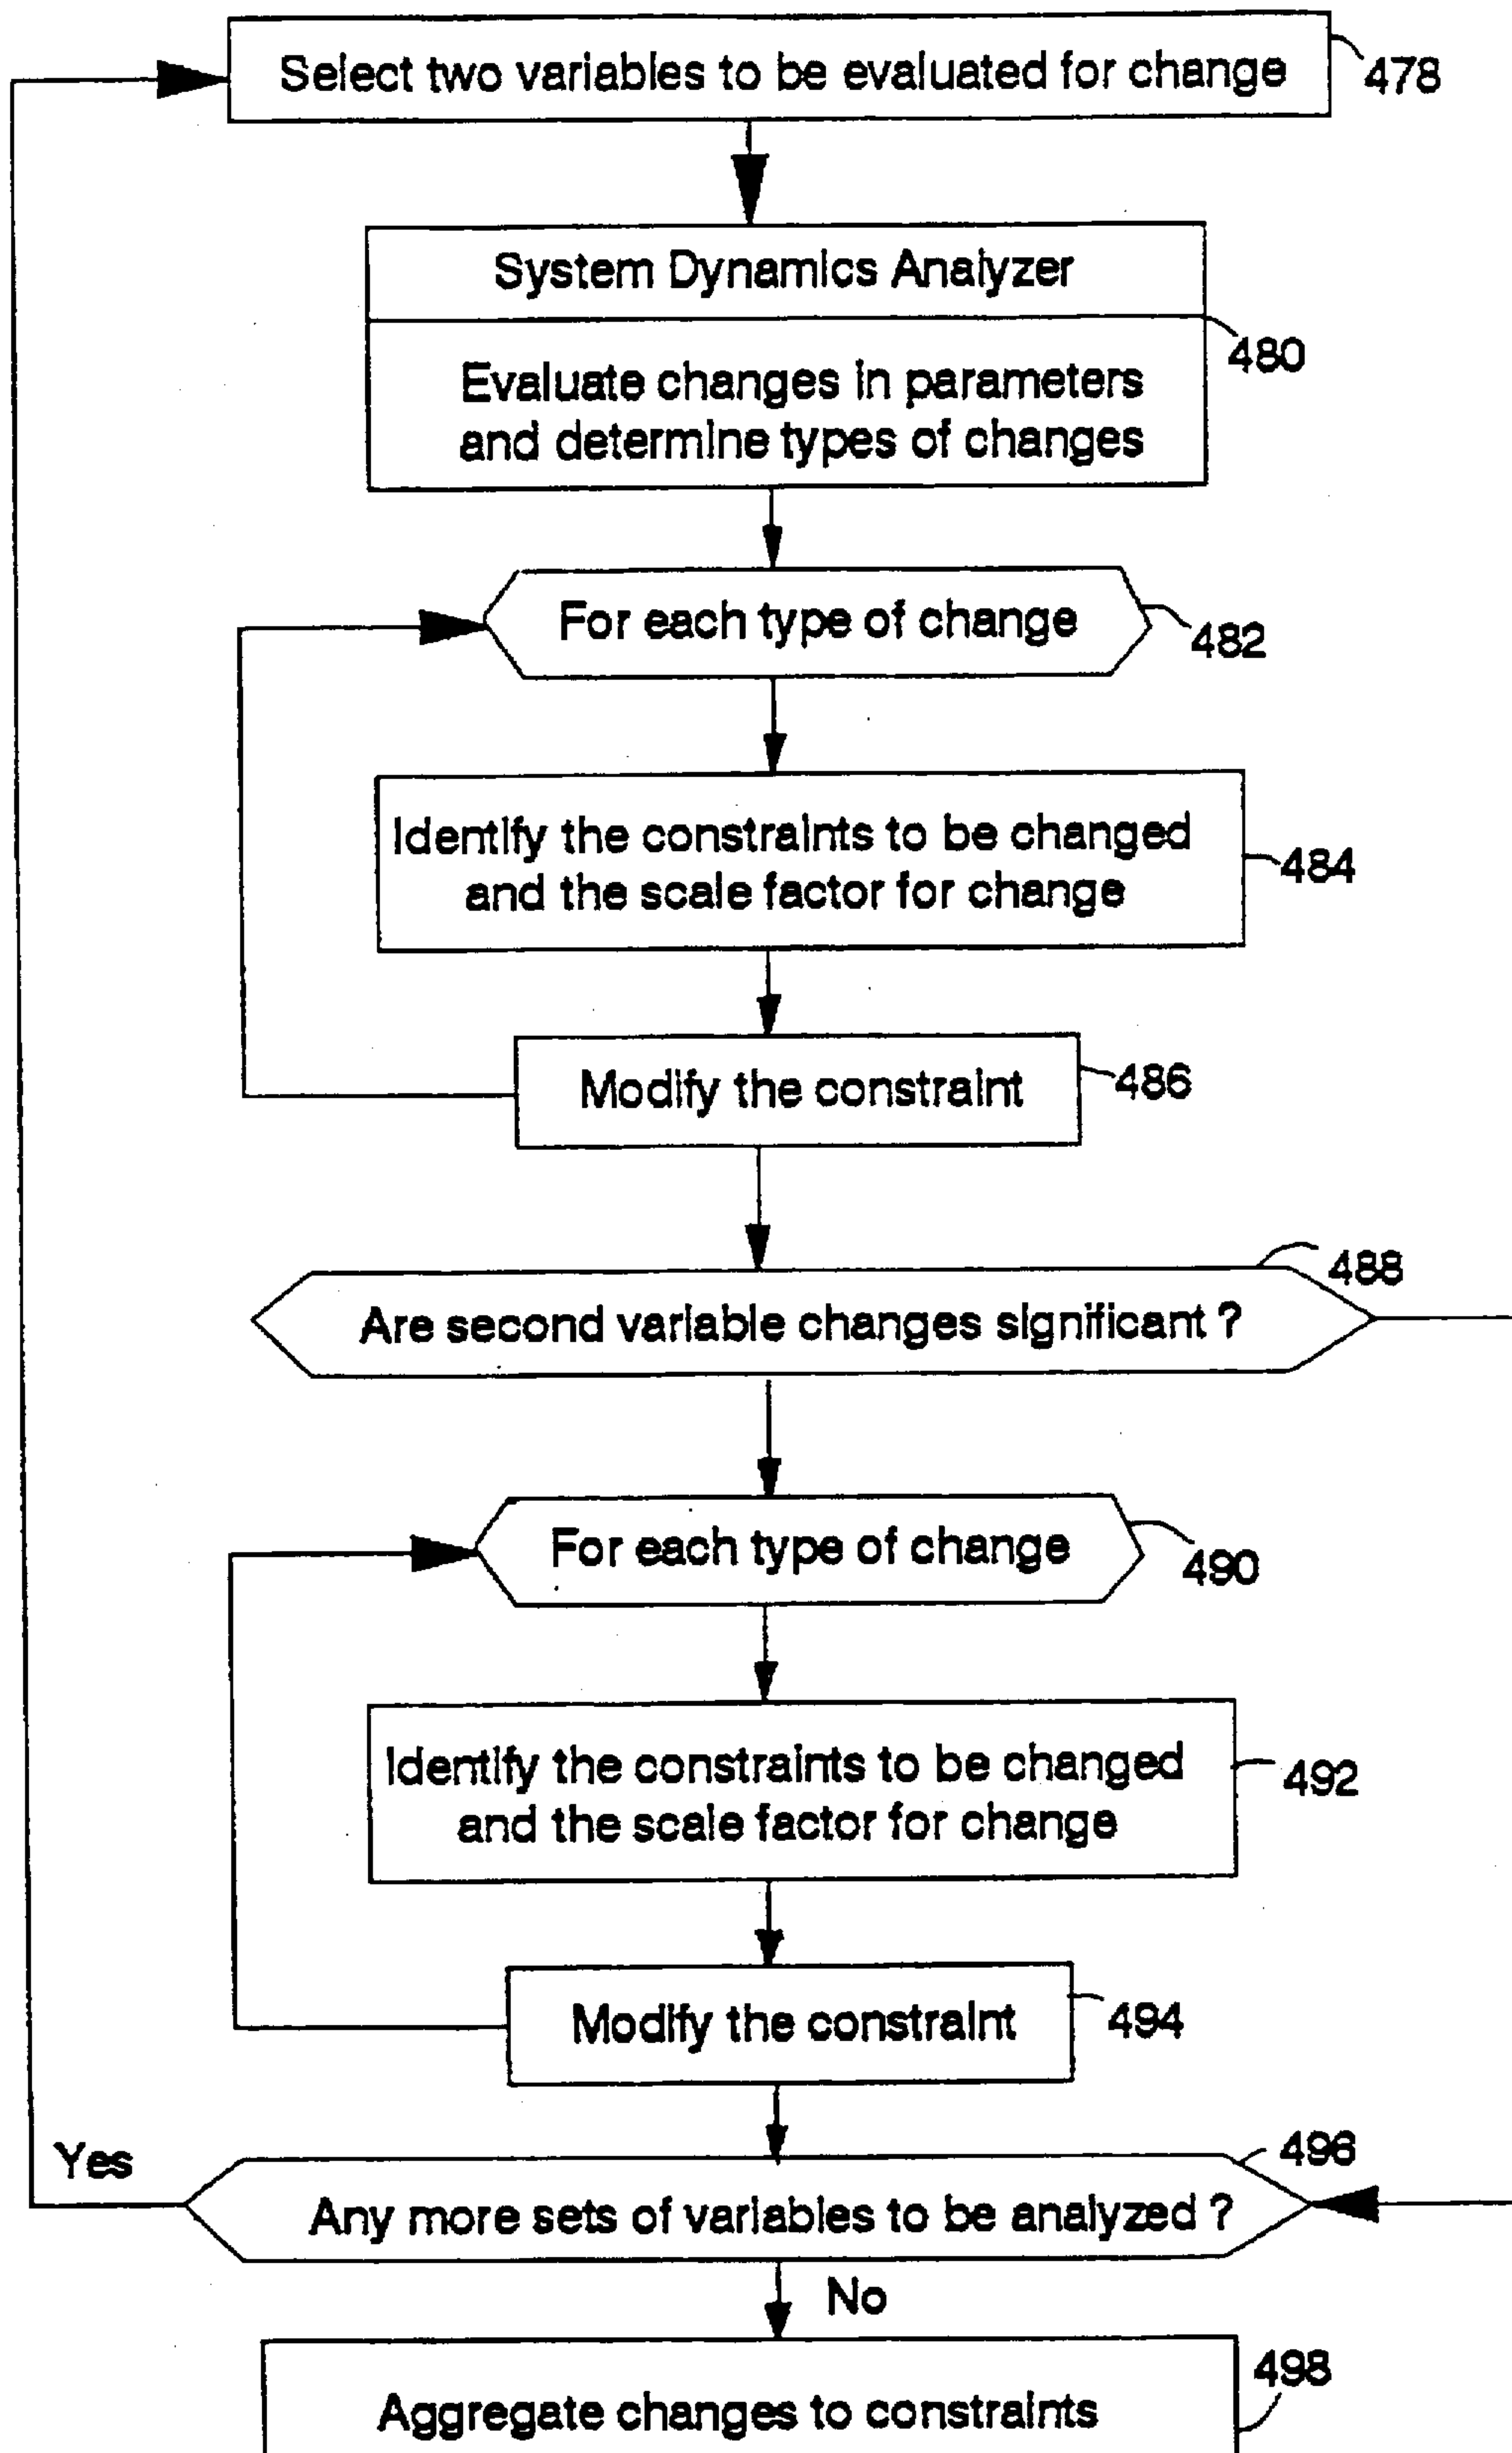 Select two variables to be evaluated for change
478
System Dynamics Analyzer
480
Evaluate changes in parameters
and determine types of changes
For each type of change
482
Identify the constraints to be changed
and the scale factor for change
484
Modify the constraint
486
488
Are second variable changes significant ?
For each type of change
490
Identify the constraints to be changed
and the scale factor for change
492
Modify the constraint
494
Yes
496
Any more sets of variables to be analyzed ?
No
498
Aggregate changes to constraints